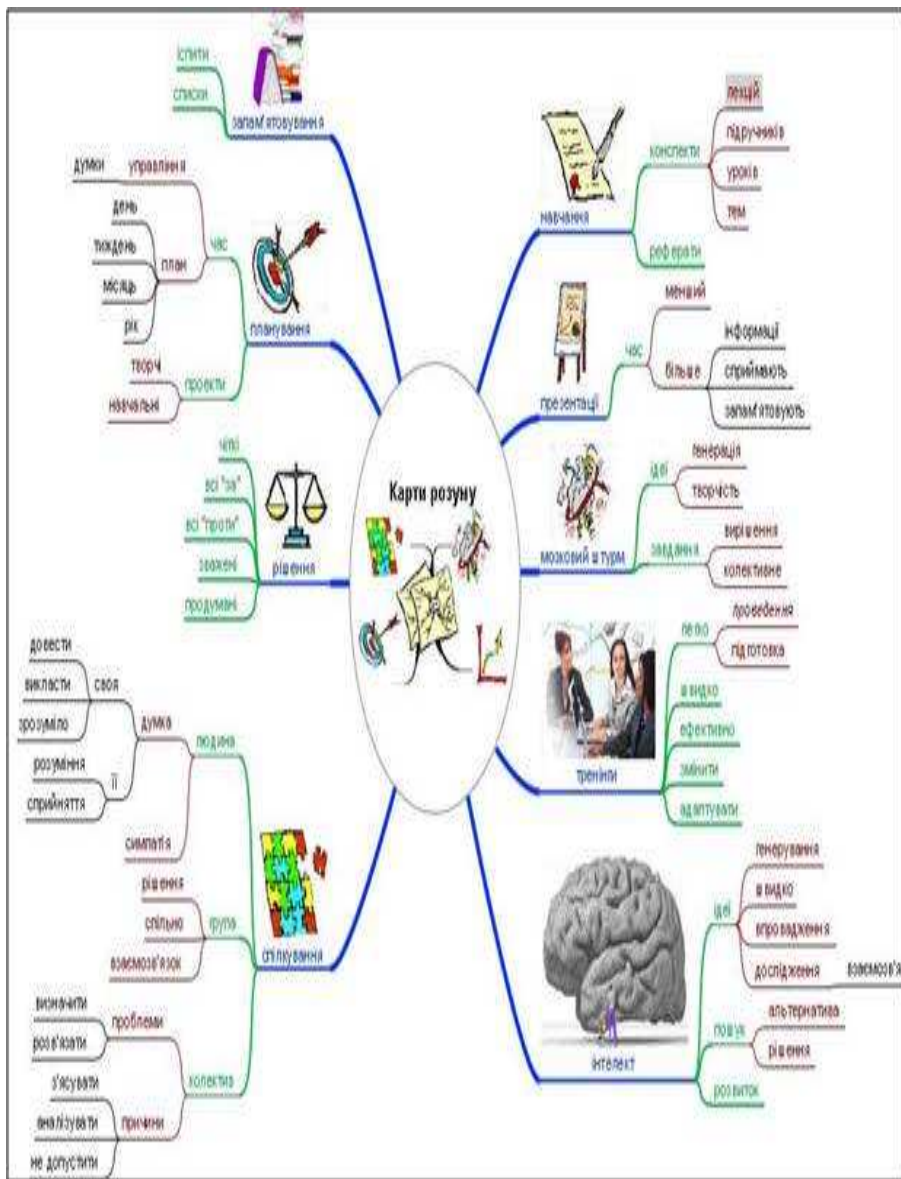 Карти розуму
іспити
списки
запам'ятовування
думки
управління
день
тиждень
місяць
рік
план
час
творчі
навчальні
проекти
планування
чіткі
всі "за"
всі "проти"
зважені
продумані
рішення
довести
викласти
зрозуміло
своя
розуміння
сприйняття
її
думка
симпатія
людина
рішення
спільно
взаємозв'язок
група
визначити
розв'язати
проблеми
з'ясувати
аналізувати
не допустити
причини
колектив
спілкування
навчання
конспекти
лекцій
підручників
уроків
тем
реферати
презентації
час
менший
більше
інформації
сприймають
запам'ятовують
мозковий штурм
ідеї
генерація
творчість
завдання
вирішення
колективне
тренінги
легко
проведення
підготовка
швидко
ефективно
змінити
адаптувати
інтелект
ідеї
генерування
швидко
впровадження
дослідження
взаємозв'я
пошук
альтернатива
рішення
розвиток